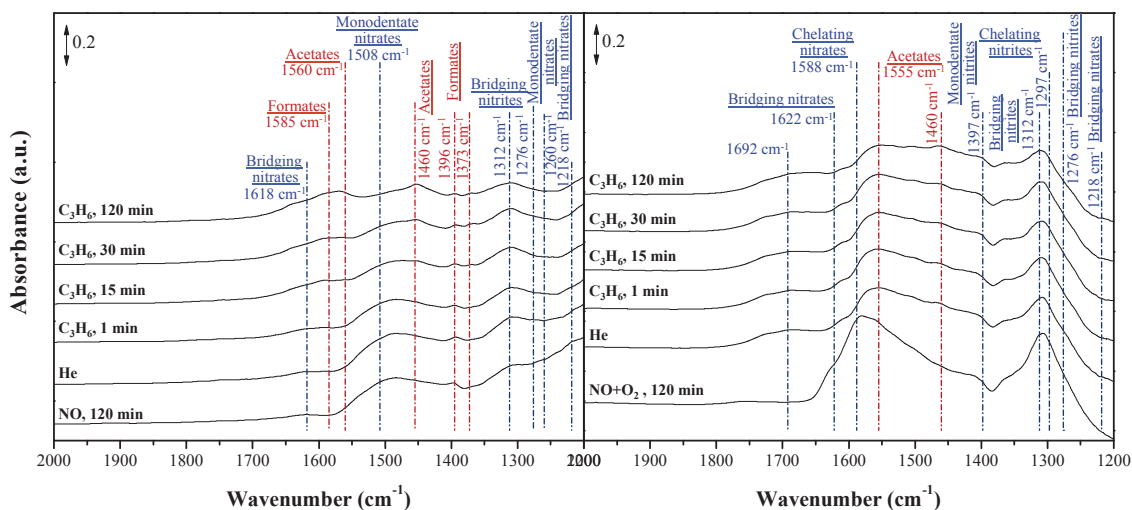 0.2
Monodentate
nitrates
1508 cm-1
Acetates
1560 cm-1
Formates
1585 cm-1
Bridging
nitrates
1618 cm-1
1460 cm-1 Acetates
1396 cm-1
1373 cm-1 Formates
Bridging
nitrites
1312 cm-1
1276 cm-1 Monodentate
nitrates
1260 cm-1
1218 cm-1 Bridging nitrates
C3H6, 120 min
C3H6, 30 min
C3H6, 15 min
C3H6, 1 min
He
NO, 120 min
Absorbance (a.u.)
2000 1900 1800 1700 1600 1500 1400 1300 1200
Wavenumber (cm-1)
0.2
Chelating
nitrates
1588 cm-1
Bridging nitrates
1622 cm-1
1692 cm-1
Acetates
1555 cm-1
1460 cm-1
Monodentate
nitrites
1397 cm-1
Chelating
nitrites
Bridging
nitrites
1312 cm-1
1297 cm-1
1276 cm-1 Bridging nitrites
1218 cm-1 Bridging nitrates
C3H6, 120 min
C3H6, 30 min
C3H6, 15 min
C3H6, 1 min
He
NO+O2 , 120 min
2000 1900 1800 1700 1600 1500 1400 1300 1200
Wavenumber (cm-1)